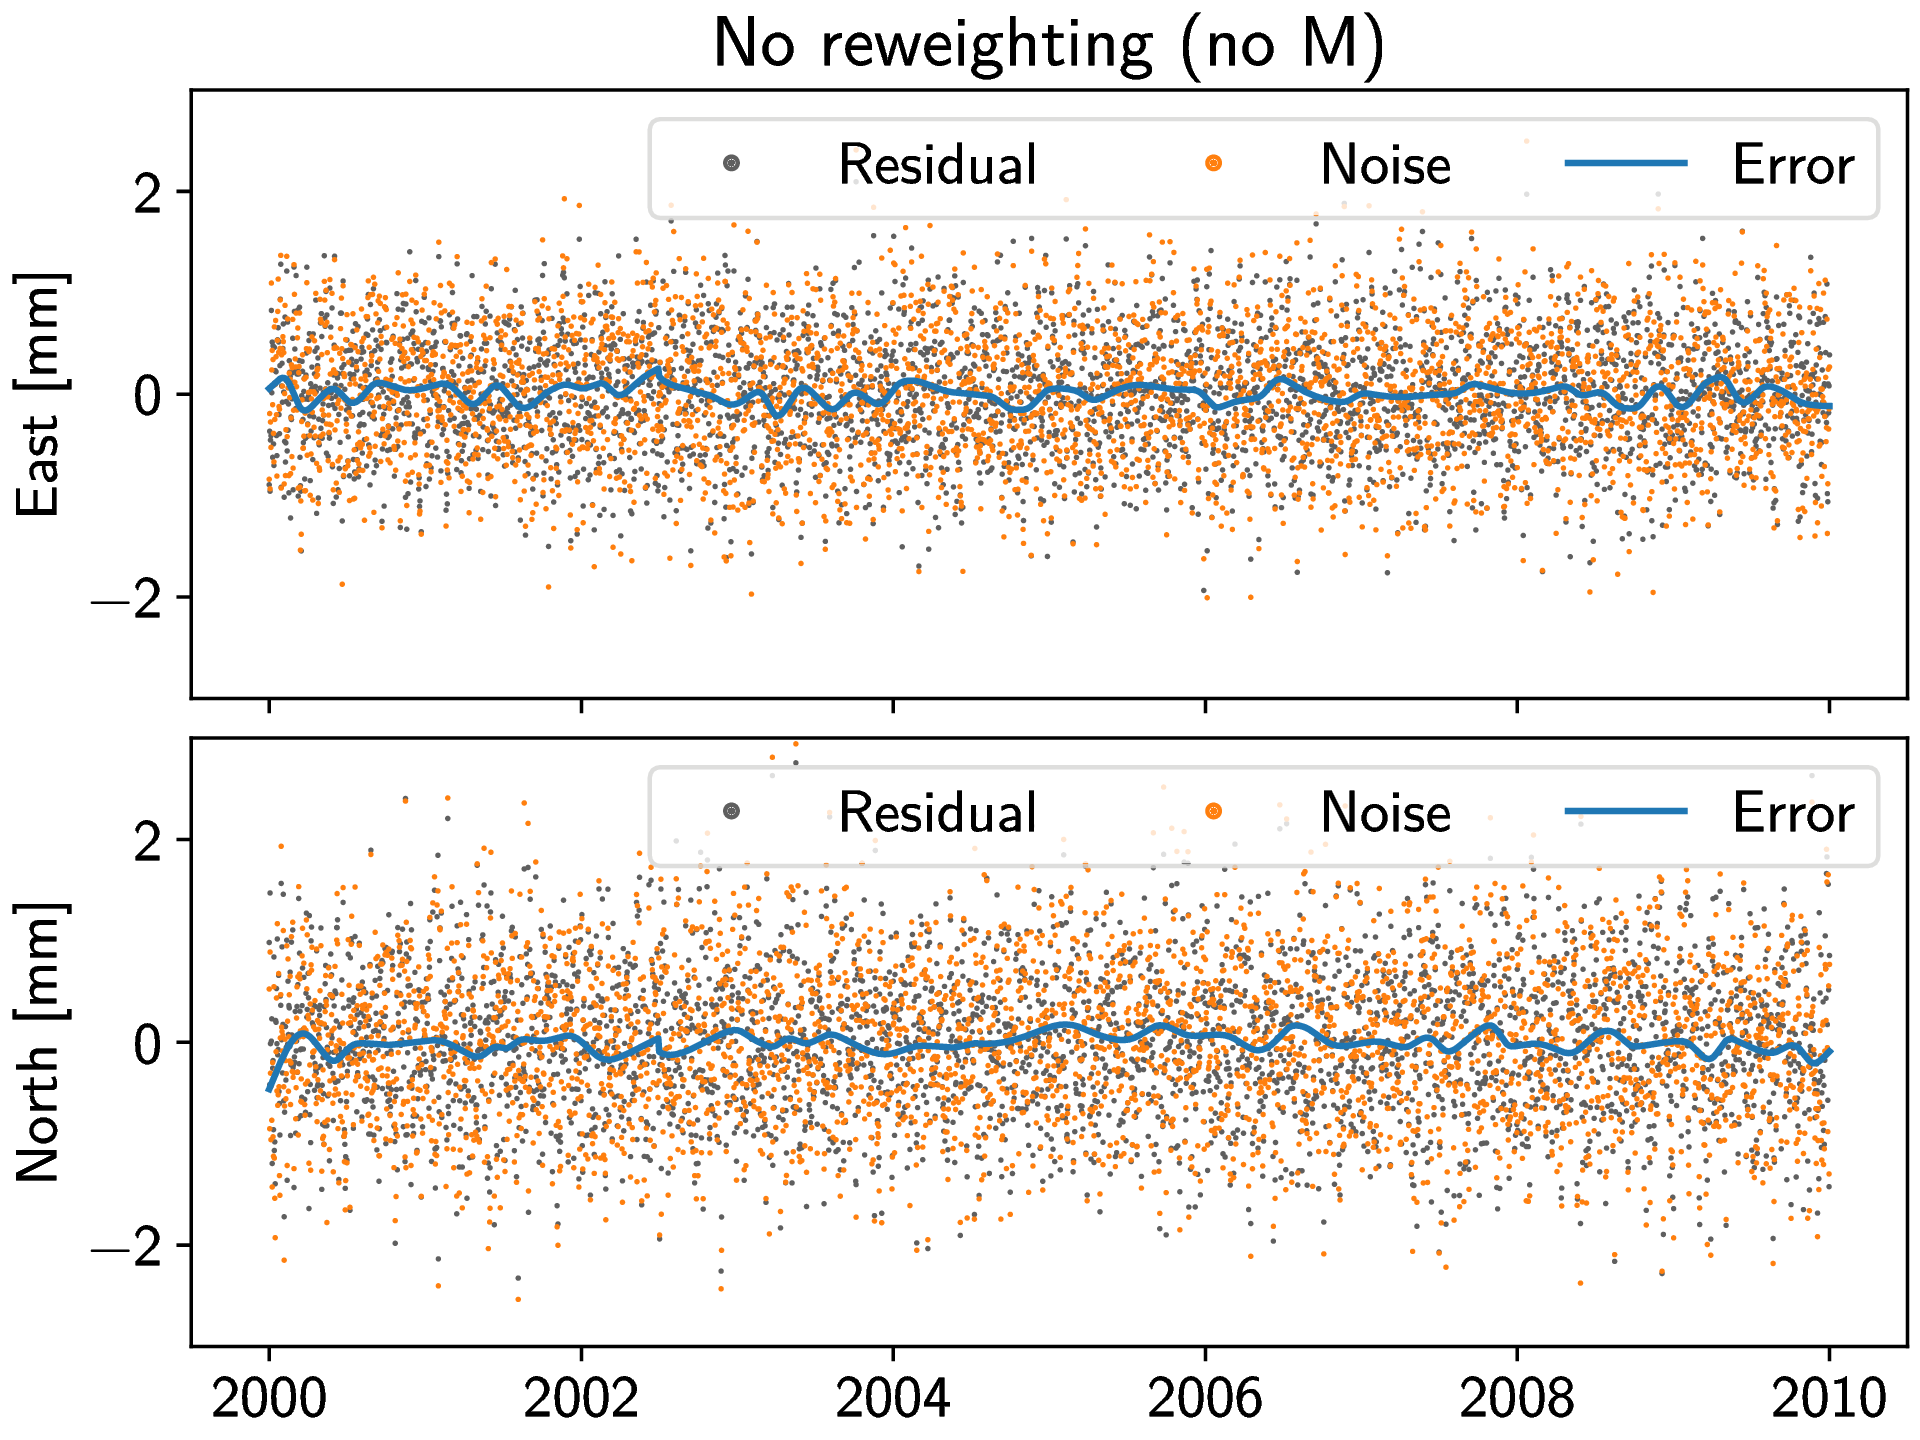 No reweighting (no M)
Residual Noise Error
East [mm]
2
0
−2
Residual Noise Error
North [mm]
2
0
−2
2000 2002 2004 2006 2008 2010